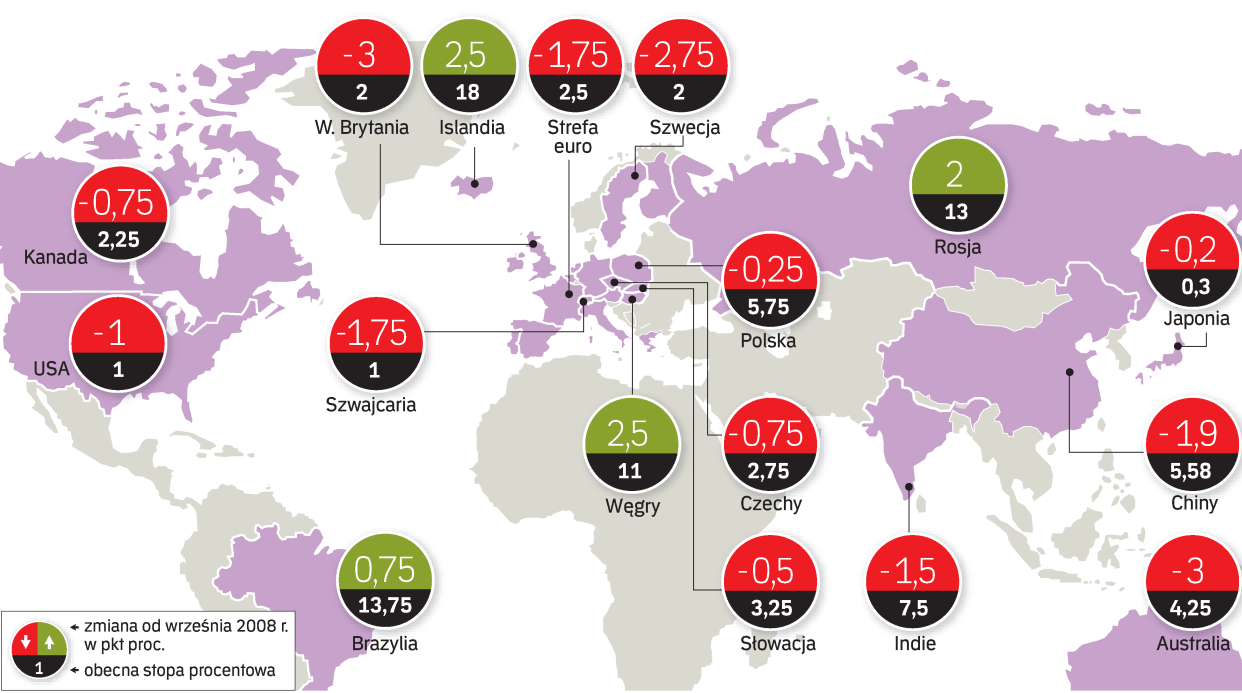 -3
2
W. Brytania
2,5
18
Islandia
-1,75
2,5
Strefa
euro
-2,75
2
Szwecja
-0,75
2,25
Kanada
2
13
Rosja
-0,2
0,3
Japonia
-0,25
5,75
Polska
-1
1
USA
-1,75
1
Szwajcaria
2,5
11
Węgry
-0,75
2,75
Czechy
-1,9
5,58
Chiny
0,75
13,75
Brazylia
-0,5
3,25
Słowacja
-1,5
7,5
Indie
-3
4,25
Australia
zmiana od września 2008 r.
w pkt proc.
1
obecna stopa procentowa